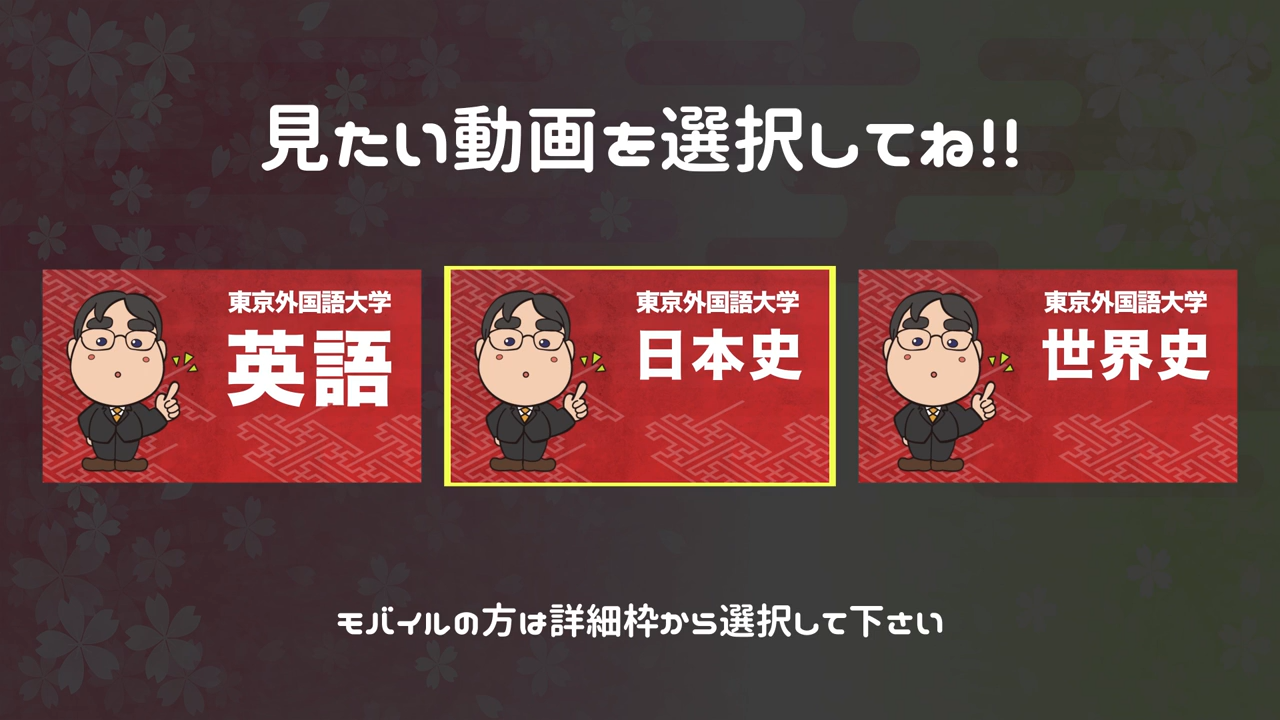 見たい動画を選択してね!!
東京外国語大学
英語
東京外国語大学
日本史
東京外国語大学
世界史
モバイルの方は詳細枠から選択して下さい